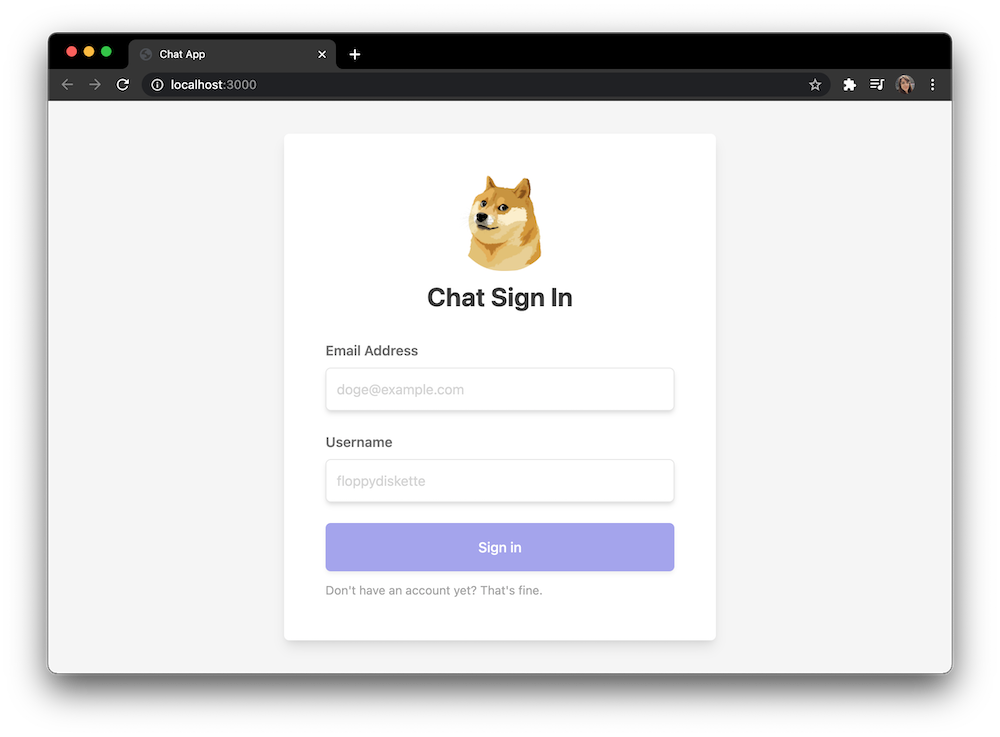 Chat App
localhost:3000
Chat Sign In
Email Address
doge@example.com
Username
floppydiskette
Sign in
Don't have an account yet? That's fine.